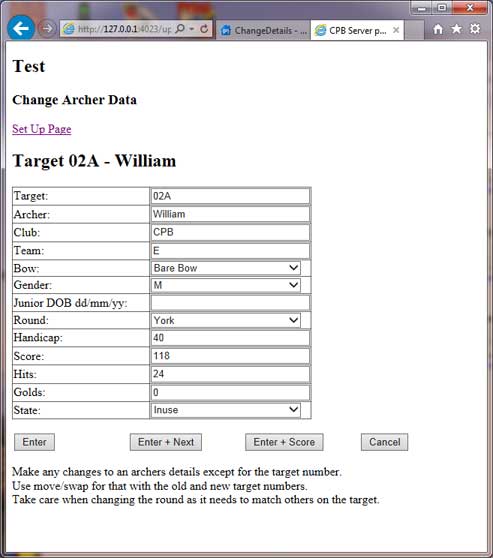 http://127.0.0.1:4023/up
ChangeDetails - ...
CPB Server p...
Test
Change Archer Data
Set Up Page
Target 02A - William
Target: 02A
Archer: William
Club: CPB
Team: E
Bow: Bare Bow
Gender: M
Junior DOB dd/mm/yy:
Round: York
Handicap: 40
Score: 118
Hits: 24
Golds: 0
State: Inuse
Enter Enter + Next Enter + Score Cancel
Make any changes to an archers details except for the target number.
Use move/swap for that with the old and new target numbers.
Take care when changing the round as it needs to match others on the target.